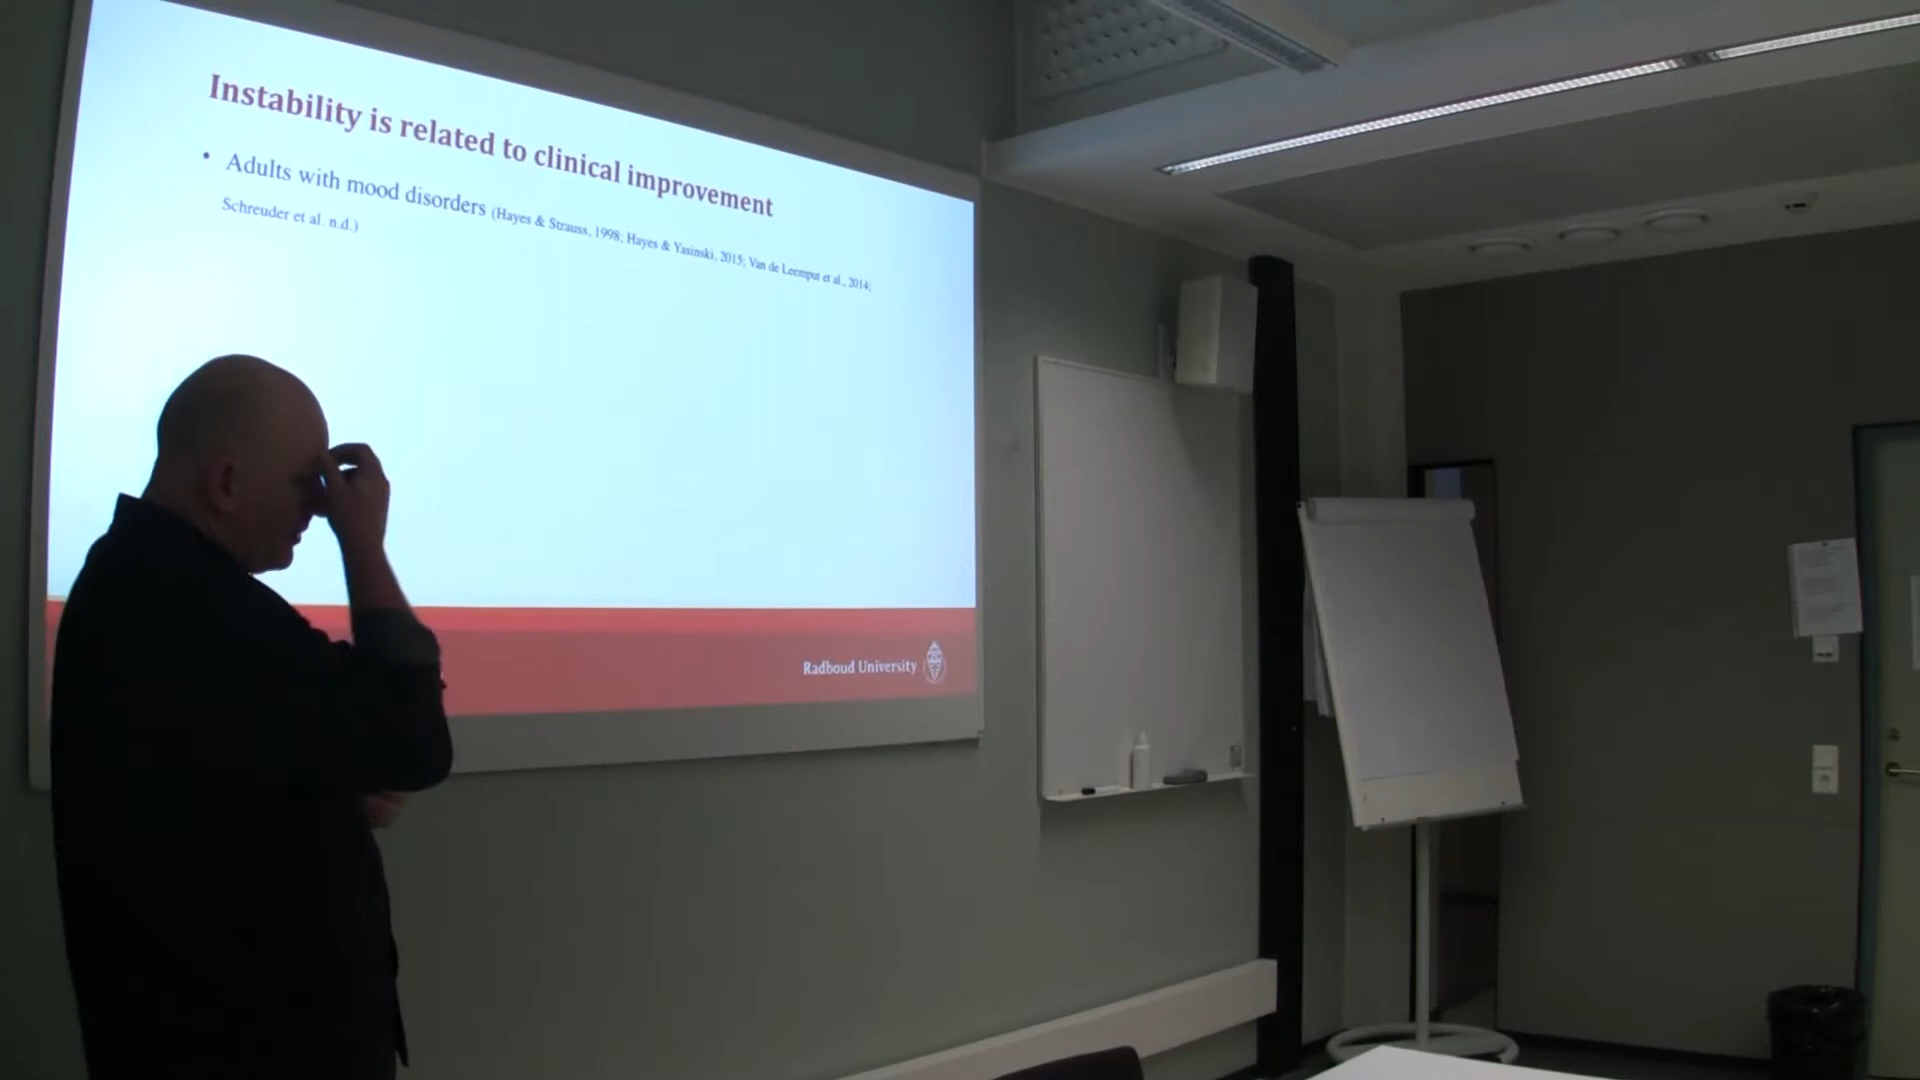 Instability is related to clinical improvement
• Adults with mood disorders (Hayes & Strauss, 1998; Hayes & Yasinski, 2015; Van de Leemput et al., 2014;
Schreuder et al. n.d.)
Radboud University